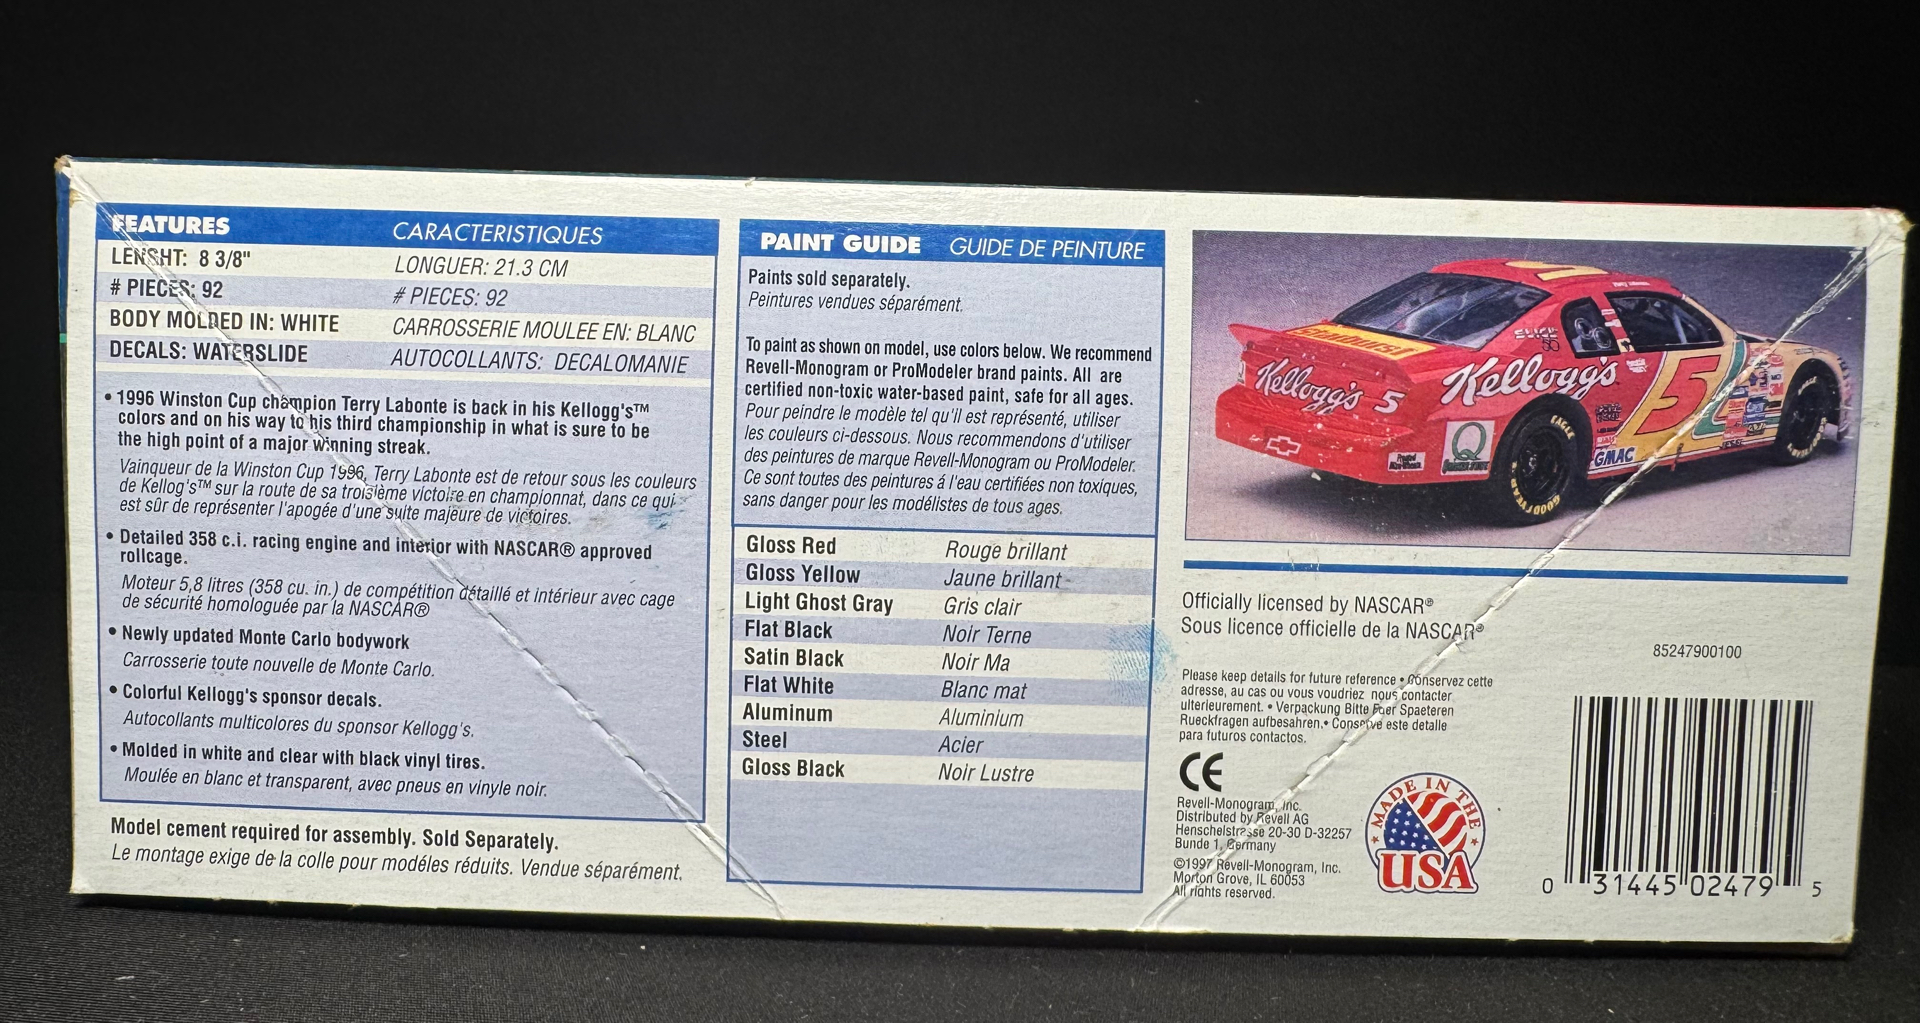 FEATURES CARACTERISTIQUES
LENGHT: 8 3/8" LONGUER: 21.3 CM
# PIECES: 92 # PIECES: 92
BODY MOLDED IN: WHITE CARROSSERIE MOULEE EN: BLANC
DECALS: WATERSLIDE AUTOCOLLANTS: DECALOMANIE
• 1996 Winston Cup champion Terry Labonte is back in his Kellogg's™
colors and on his way to his third championship in what is sure to be
the high point of a major winning streak.
Vainqueur de la Winston Cup 1996, Terry Labonte est de retour sous les couleurs
de Kellog's™ sur la route de sa troisième victoire en championnat, dans ce qui
est sûr de représenter l'apogée d'une suite majeure de victoires.
• Detailed 358 c.i. racing engine and interior with NASCAR® approved
rollcage.
Moteur 5,8 litres (358 cu. in.) de compétition détaillé et intérieur avec cage
de sécurité homologuée par la NASCAR®
• Newly updated Monte Carlo bodywork
Carrosserie toute nouvelle de Monte Carlo.
• Colorful Kellogg's sponsor decals.
Autocollants multicolores du sponsor Kellogg's.
• Molded in white and clear with black vinyl tires.
Moulée en blanc et transparent, avec pneus en vinyle noir.
Model cement required for assembly. Sold Separately.
Le montage exige de la colle pour modéles réduits. Vendue séparément.
PAINT GUIDE GUIDE DE PEINTURE
Paints sold separately.
Peintures vendues séparément.
To paint as shown on model, use colors below. We recommend
Revell-Monogram or ProModeler brand paints. All are
certified non-toxic water-based paint, safe for all ages.
Pour peindre le modèle tel qu'il est représenté, utiliser
les couleurs ci-dessous. Nous recommendons d'utiliser
des peintures de marque Revell-Monogram ou ProModeler.
Ce sont toutes des peintures á l'eau certifiées non toxiques,
sans danger pour les modélistes de tous ages.
Gloss Red Rouge brillant
Gloss Yellow Jaune brillant
Light Ghost Gray Gris clair
Flat Black Noir Terne
Satin Black Noir Ma
Flat White Blanc mat
Aluminum Aluminium
Steel Acier
Gloss Black Noir Lustre
Kellogg's 5
Kellogg's
5
Q
GMAC
EAGLE
GOODYEAR
Officially licensed by NASCAR®
Sous licence officielle de la NASCAR®
85247900100
Please keep details for future reference • Conservez cette
adresse, au cas ou vous voudriez nous contacter
ulterieurement. • Verpackung Bitte Fuer Spaeteren
Rueckfragen aufbesahren.• Conserve este detalle
para futuros contactos.
CE
Revell-Monogram, Inc.
Distributed by Revell AG
Henschelstrasse 20-30 D-32257
Bunde 1, Germany
©1997 Revell-Monogram, Inc.
Morton Grove, IL 60053
All rights reserved.
MADE IN THE
USA
0 31445 02479 5